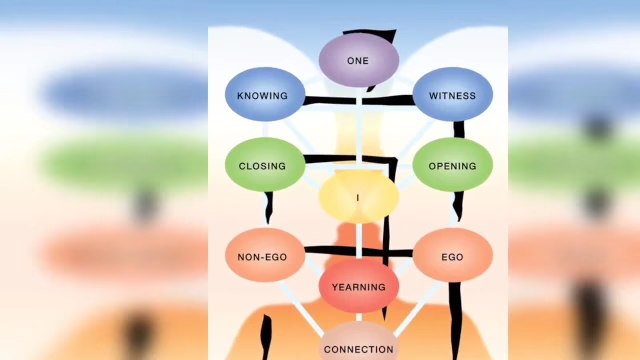 ONE
KNOWING
WITNESS
CLOSING
OPENING
I
NON-EGO
EGO
YEARNING
CONNECTION